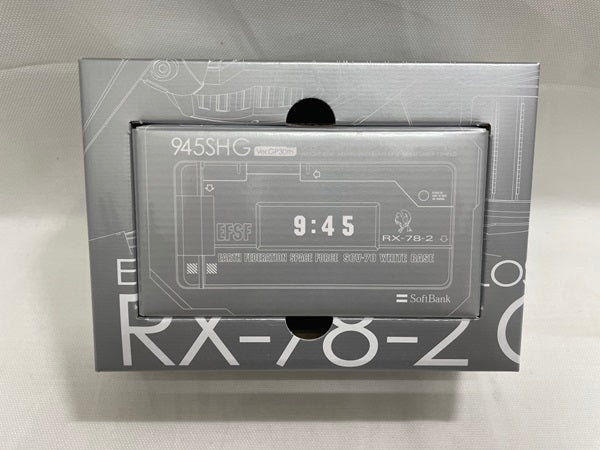 945SHG Ver.GP30th
9:45
EFSF
RX-78-2
EARTH FEDERATION SPACE FORCE SCV-70 WHITE BASE
SoftBank
RX-78-2 G